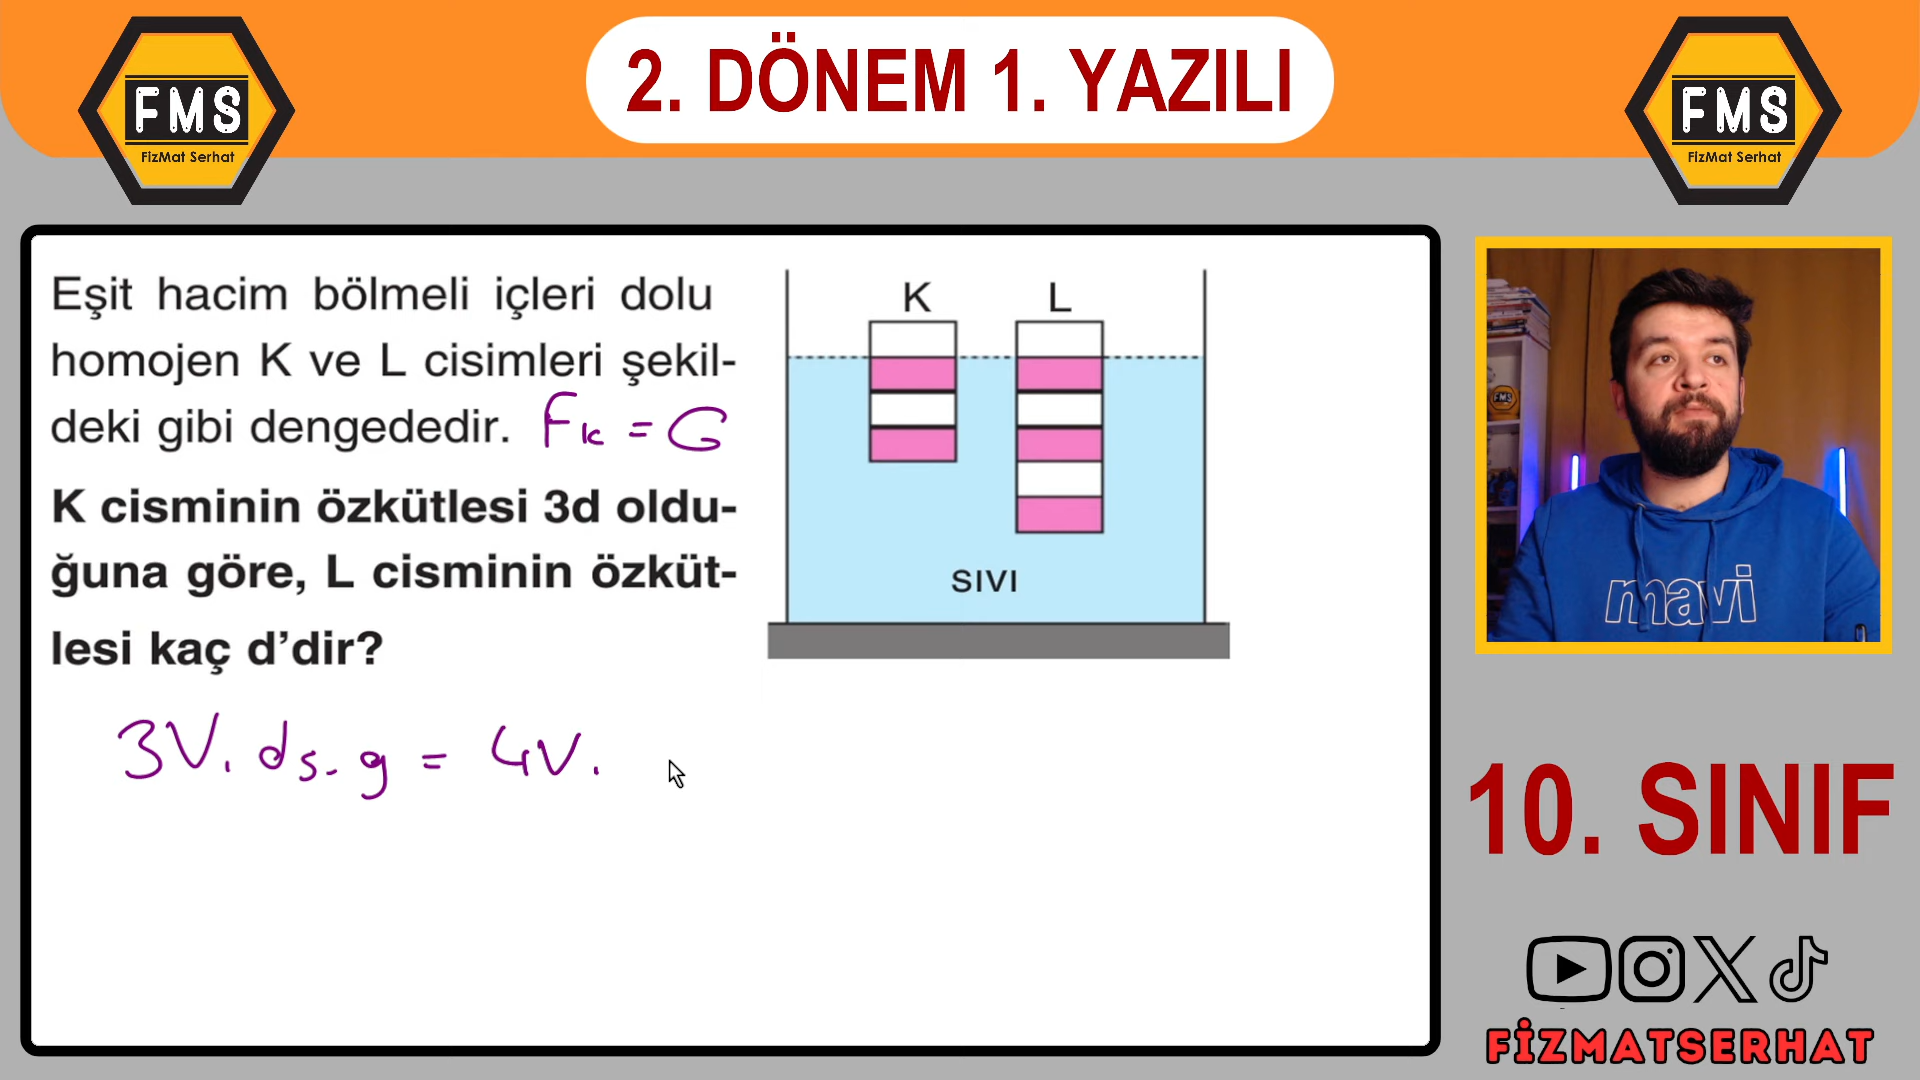 FMS
FizMat Serhat
2. DÖNEM 1. YAZILI
FMS
FizMat Serhat
Eşit hacim bölmeli içleri dolu
homojen K ve L cisimleri şekil-
deki gibi dengededir. Fk = G
K cisminin özkütlesi 3d oldu-
ğuna göre, L cisminin özküt-
lesi kaç d’dir?
K L
SIVI
3V. ds. g = 4V.
FMS
mavi
10. SINIF
FİZMATSERHAT